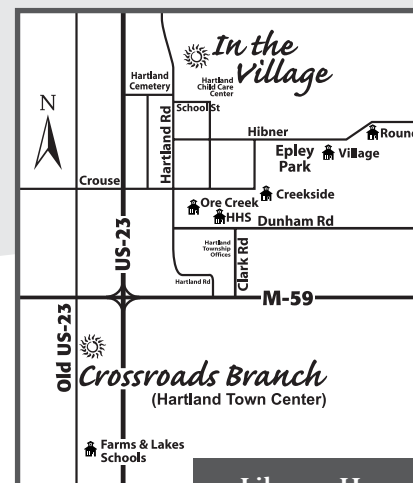 In the
Village
N
Hartland
Cemetery
Hartland
Child Care
Center
School St
Hartland Rd
Hibner
Round
Epley
Park
Village
Crouse
Creekside
Ore Creek
HHS
Dunham Rd
US-23
Hartland
Township
Offices
Clark Rd
Hartland Rd
M-59
Old US-23
Crossroads Branch
(Hartland Town Center)
Farms & Lakes
Schools